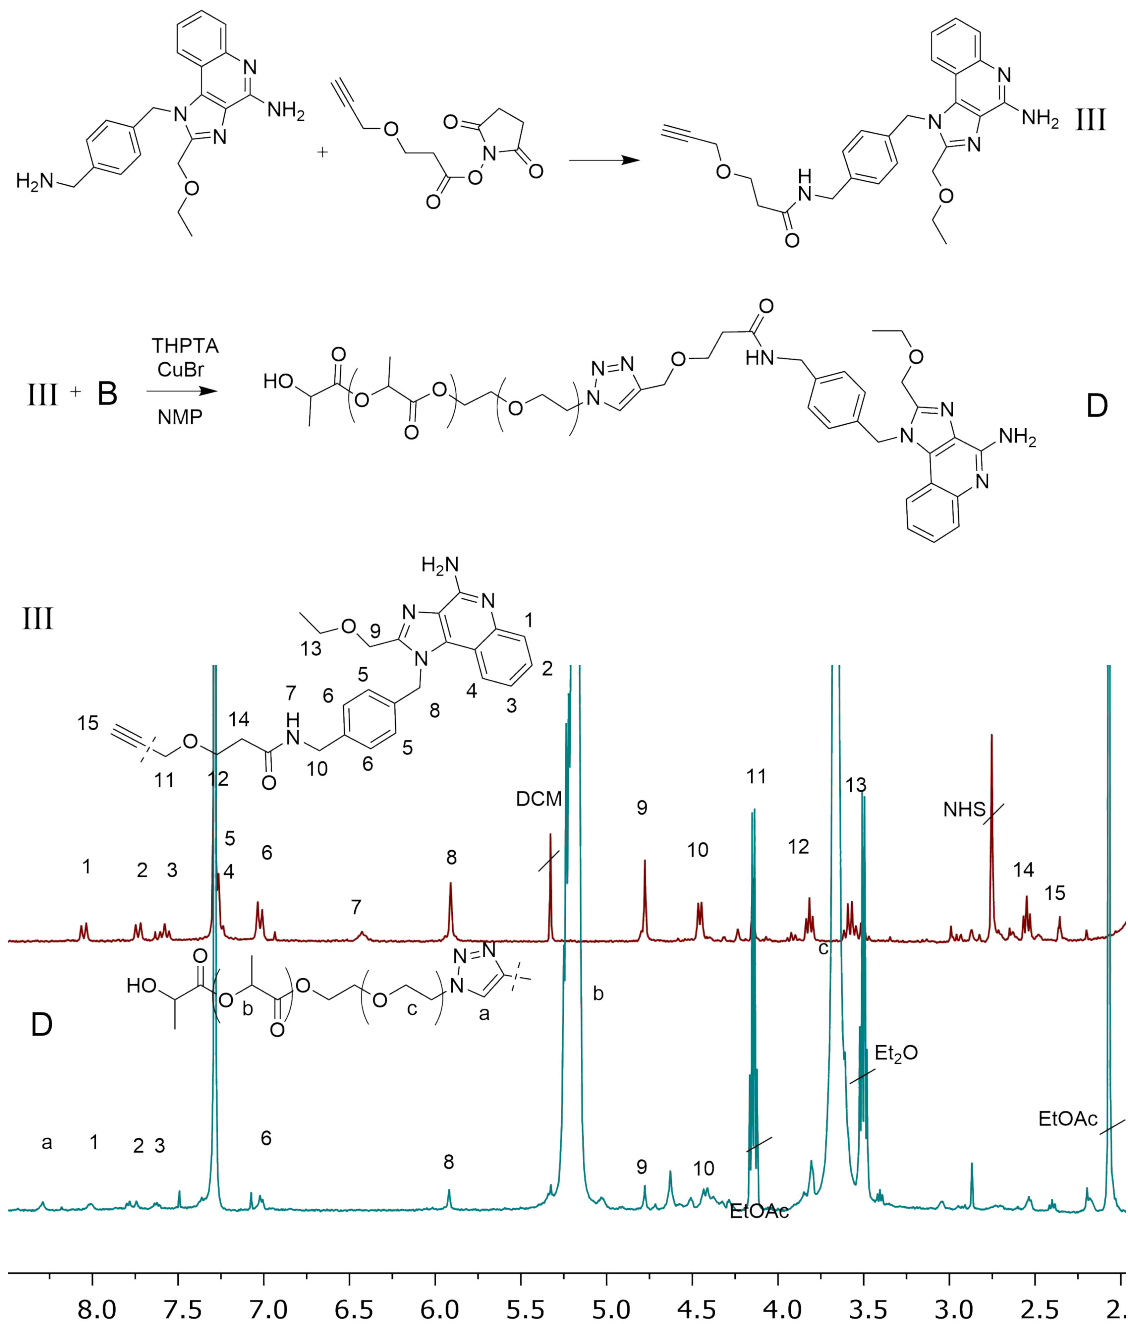 N
NH2
N
N
O
H2N
O
O
O
N
O
O
+
N
NH2
N
N
O
III
O
H
N
O
III + B
THPTA
CuBr
NMP
HO
O
O
O
O
O
O
N
N
N
O
O
N
H
O
N
N
NH2
N
D
III
H2N
N
N
N
O
9
13
1
2
3
4
5
6
7
8
5
6
H
N
O
O
10
14
15
11
12
1
2
3
5
4
6
7
8
DCM
9
10
11
12
13
NHS
14
15
D
HO
O
O
O
O
O
O
N
N
N
a
b
c
c
b
Et2O
EtOAc
a
1
2
3
6
8
9
10
EtOAc
8.0 7.5 7.0 6.5 6.0 5.5 5.0 4.5 4.0 3.5 3.0 2.5 2.